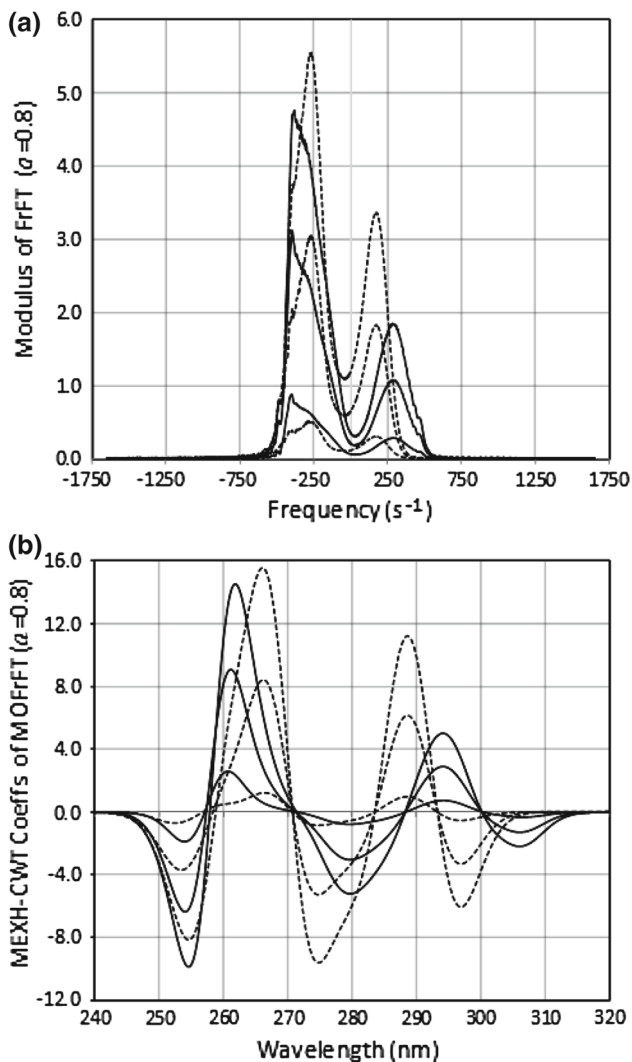 (a)
6.0
5.0
4.0
3.0
2.0
1.0
0.0
Modulus of FrFT (a=0.8)
-1750 -1250 -750 -250 250 750 1250 1750
Frequency (s-1)
(b)
16.0
12.0
8.0
4.0
0.0
-4.0
-8.0
-12.0
MEXH-CWT Coeffs of MOFrFT (a=0.8)
240 250 260 270 280 290 300 310 320
Wavelength (nm)